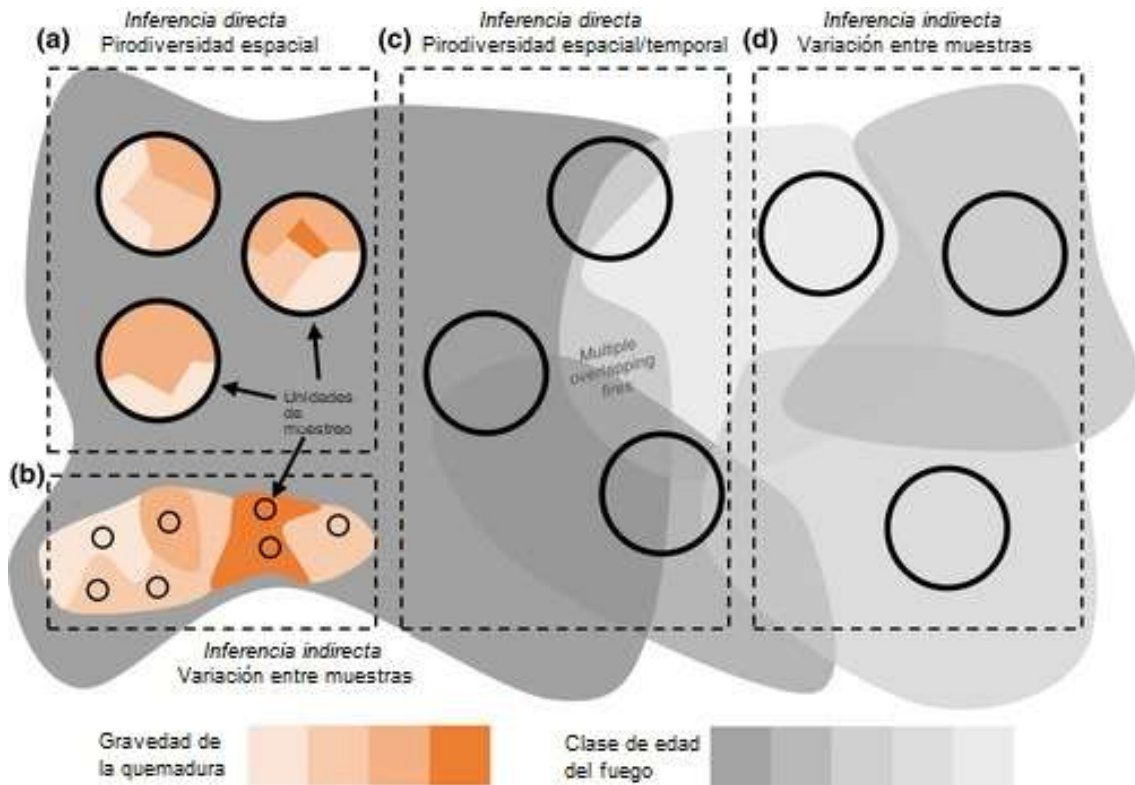 Inferencia directa
(a) Pirodiversidad espacial
Inferencia directa
(c) Pirodiversidad espacial/temporal
Inferencia indirecta
(d) Variación entre muestras
Unidades
de
muestreo
Multiple
overlapping
fires
(b)
Inferencia indirecta
Variación entre muestras
Gravedad de
la quemadura
Clase de edad
del fuego